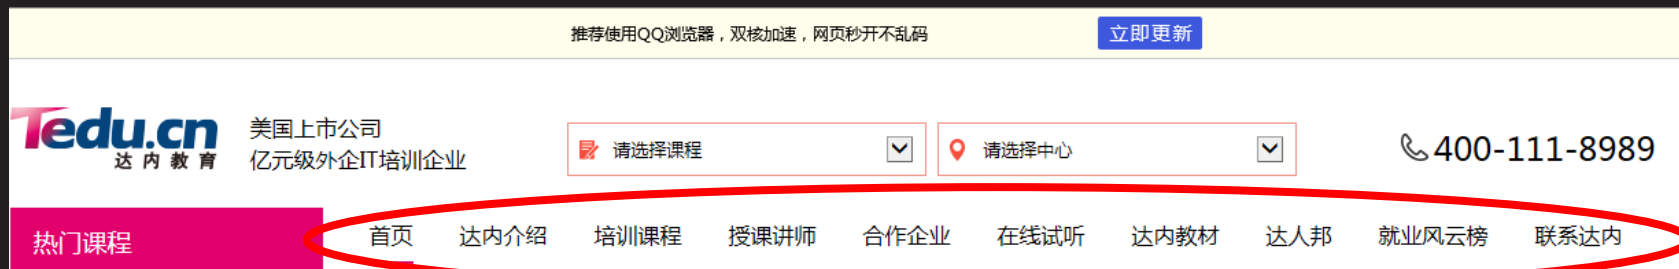 推荐使用QQ浏览器，双核加速，网页秒开不乱码 立即更新
Tedu.cn
达内教育
美国上市公司
亿元级外企IT培训企业
请选择课程
请选择中心
400-111-8989
热门课程
首页 达内介绍 培训课程 授课讲师 合作企业 在线试听 达内教材 达人邦 就业风云榜 联系达内